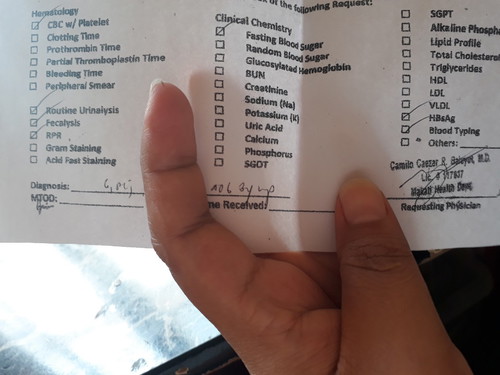 of the following Request:
Hematology
CBC w/ Platelet
Clotting Time
Prothrombin Time
Partial Thromboplastin Time
Bleeding Time
Peripheral Smear
Routine Urinalysis
Fecalysis
RPR
Gram Staining
Acid Fast Staining
Diagnosis:
MTOD:
Clinical Chemistry
Fasting Blood Sugar
Random Blood Sugar
Glucosylated Hemoglobin
BUN
Creatinine
Sodium (Na)
Potassium (K)
Uric Acid
Calcium
Phosphorus
SGOT
me Received:
SGPT
Alkaline Phospha
Lipid Profile
Total Cholesterol
Triglycerides
HDL
LDL
VLDL
HBsAg
Blood Typing
Others:
M.D.
Makati Health Dept.
Requesting Physician